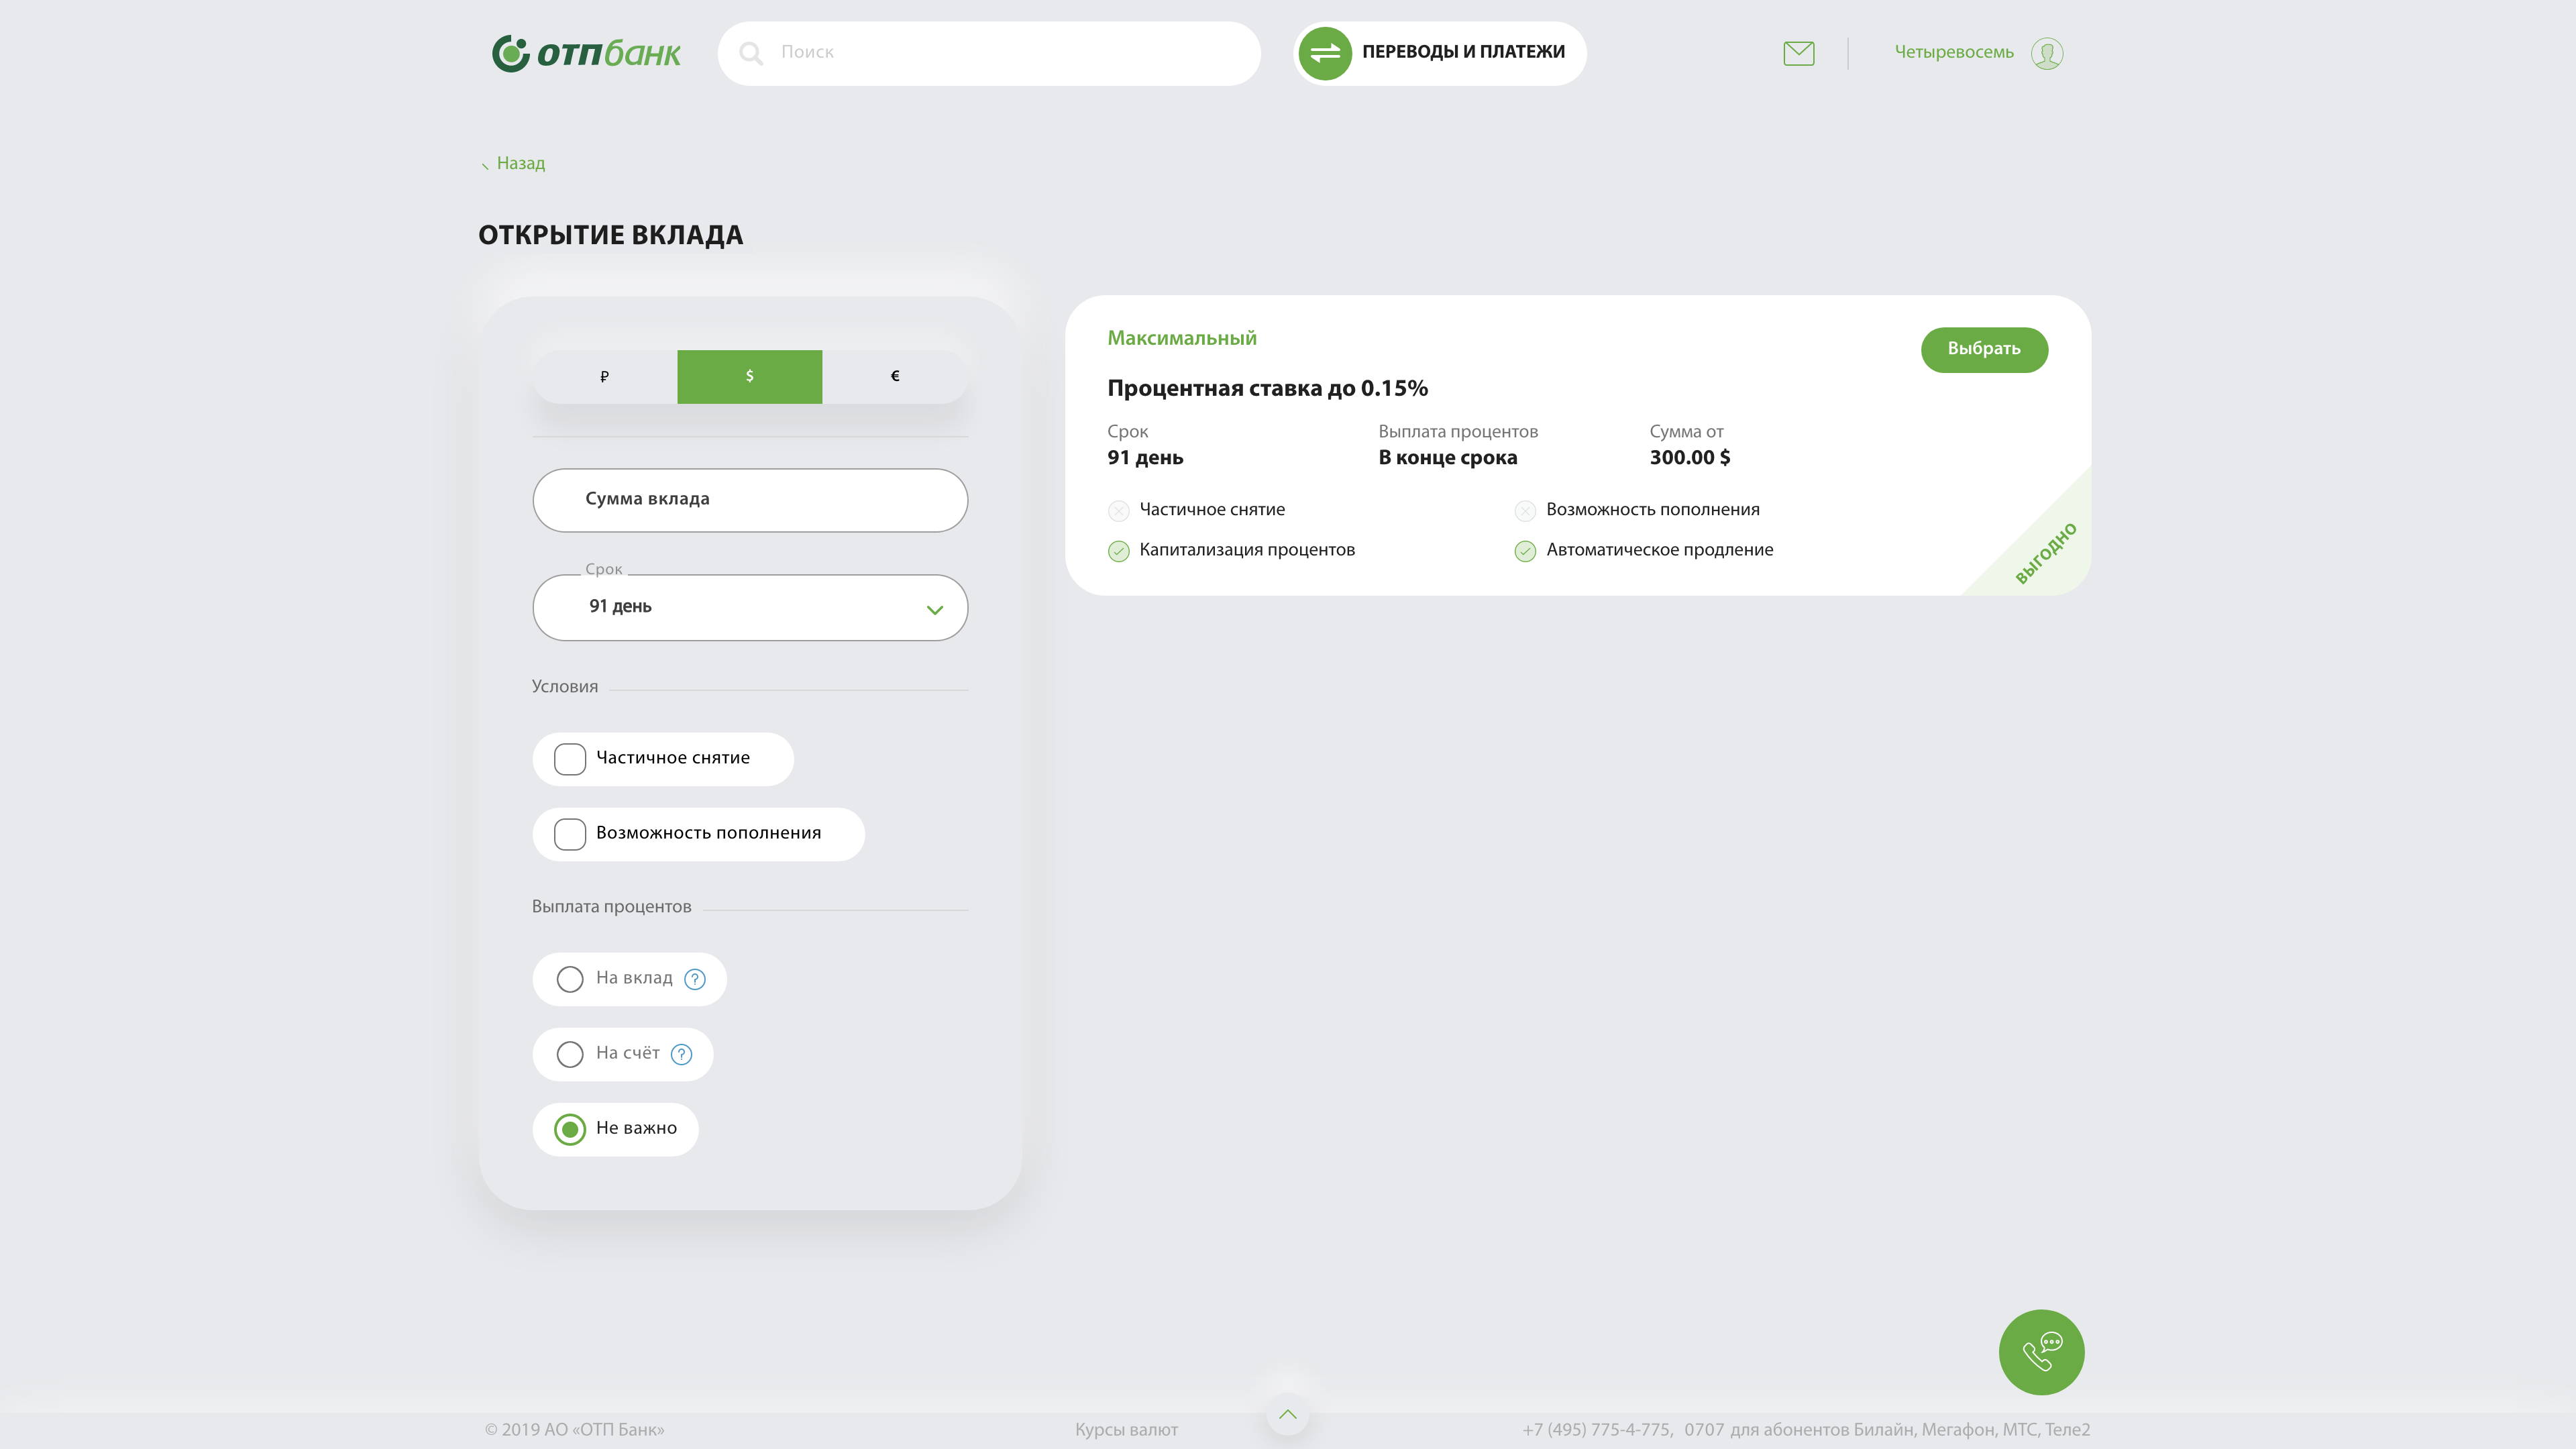 отпбанк
Поиск
ПЕРЕВОДЫ И ПЛАТЕЖИ
Четыревосемь
Назад
ОТКРЫТИЕ ВКЛАДА
₽ $ €
Сумма вклада
Срок
91 день
Условия
Частичное снятие
Возможность пополнения
Выплата процентов
На вклад ?
На счёт ?
Не важно
Максимальный
Выбрать
Процентная ставка до 0.15%
Срок Выплата процентов Сумма от
91 день В конце срока 300.00 $
Частичное снятие Возможность пополнения
Капитализация процентов Автоматическое продление
ВЫГОДНО
© 2019 АО «ОТП Банк» Курсы валют +7 (495) 775-4-775, 0707 для абонентов Билайн, Мегафон, МТС, Теле2